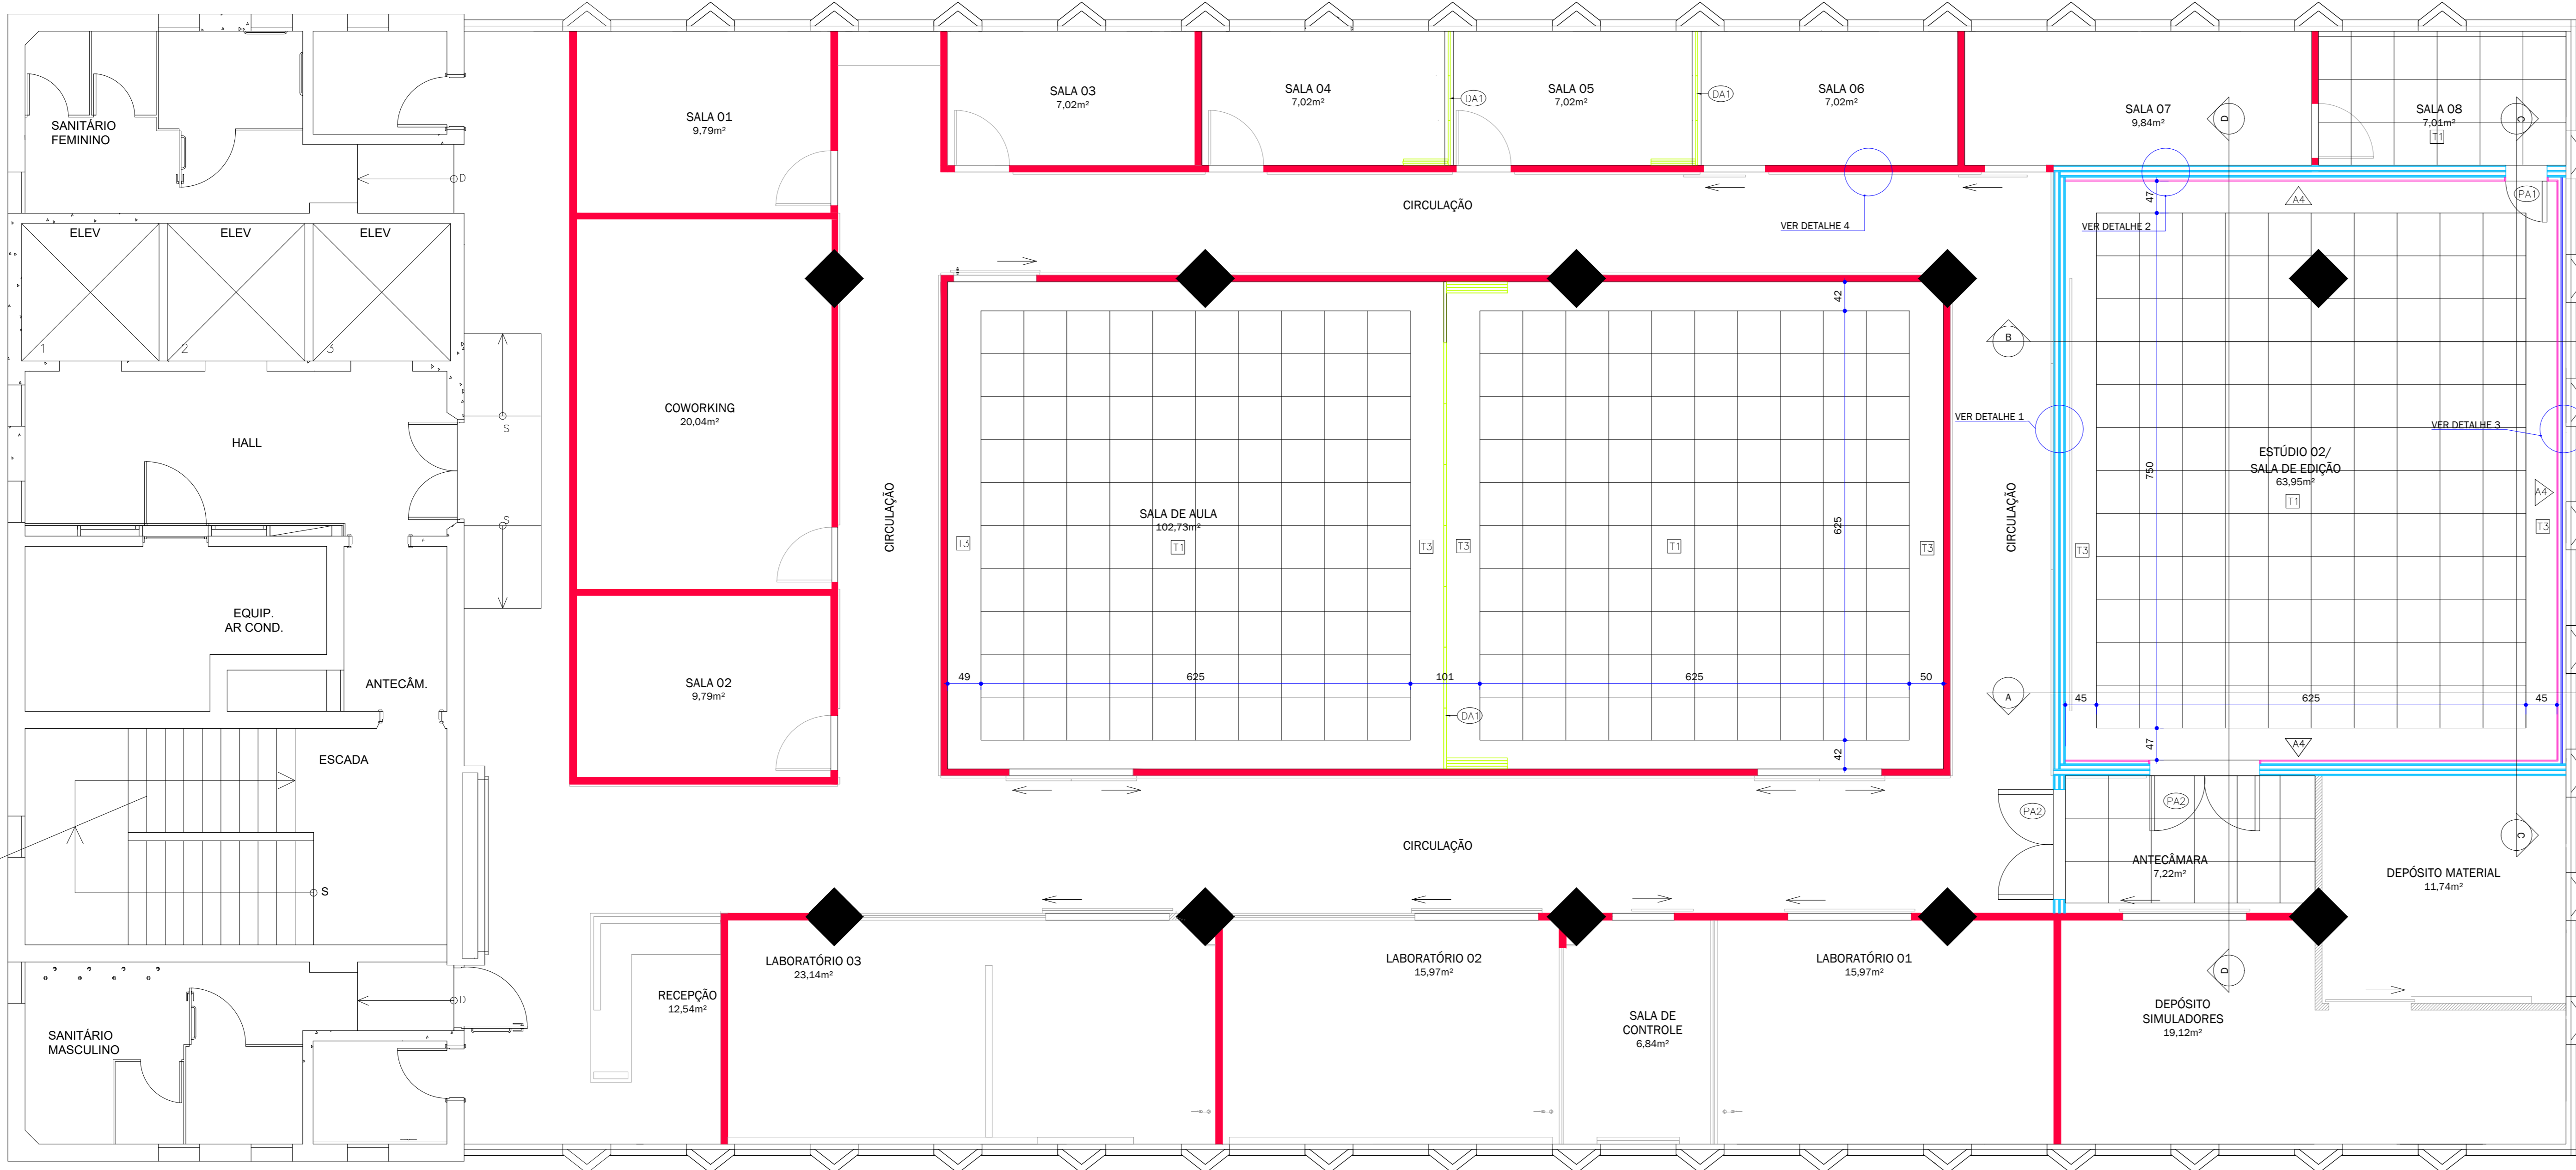 SANITÁRIO
FEMININO
D
ELEV
ELEV
ELEV
1
2
3
HALL
S
S
EQUIP.
AR COND.
ANTECÂM.
ESCADA
S
D
SANITÁRIO
MASCULINO
SALA 01
9,79m²
COWORKING
20,04m²
SALA 02
9,79m²
CIRCULAÇÃO
RECEPÇÃO
12,54m²
SALA 03
7,02m²
SALA 04
7,02m²
DA1
SALA 05
7,02m²
DA1
SALA 06
7,02m²
SALA 07
9,84m²
D
SALA 08
7,01m²
T1
C
CIRCULAÇÃO
VER DETALHE 4
VER DETALHE 2
47
A4
PA1
42
B
VER DETALHE 1
VER DETALHE 3
SALA DE AULA
102,73m²
T3
T1
T3
T3
T1
T3
625
CIRCULAÇÃO
750
ESTÚDIO 02/
SALA DE EDIÇÃO
63,95m²
T1
A4
T3
T3
49
625
101
625
50
A
45
625
45
DA1
42
47
A4
CIRCULAÇÃO
PA2
PA2
C
ANTECÂMARA
7,22m²
DEPÓSITO MATERIAL
11,74m²
LABORATÓRIO 03
23,14m²
LABORATÓRIO 02
15,97m²
SALA DE
CONTROLE
6,84m²
LABORATÓRIO 01
15,97m²
D
DEPÓSITO
SIMULADORES
19,12m²